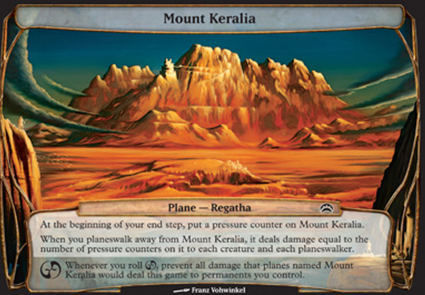 Mount Keralia
Plane — Regatha
At the beginning of your end step, put a pressure counter on Mount Keralia.
When you planeswalk away from Mount Keralia, it deals damage equal to the
number of pressure counters on it to each creature and each planeswalker.
Whenever you roll , prevent all damage that planes named Mount
Keralia would deal this game to permanents you control.
Franz Vohwinkel